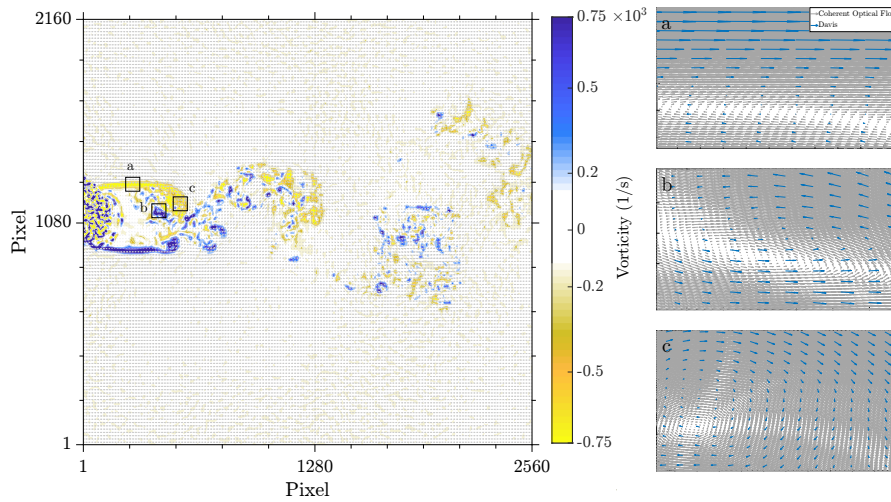 2160
1080
1
Pixel
1
1280
2560
Pixel
a
b
c
0.75 ×10³
0.5
0.2
0
-0.2
-0.5
-0.75
Vorticity (1/s)
a
Coherent Optical Flo
Davis
b
c